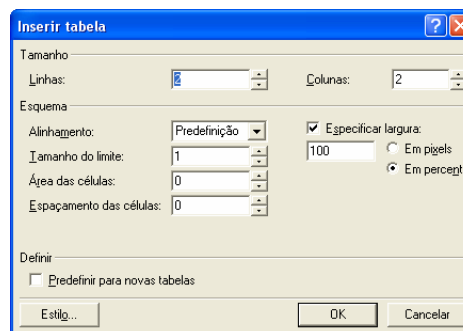 Inserir tabela
Tamanho
Linhas: 2 Colunas: 2
Esquema
Alinhamento: Predefinição Especificar largura:
Tamanho do limite: 1 100 Em pixels
Área das células: 0 Em percent
Espaçamento das células: 0
Definir
Predefinir para novas tabelas
Estilo... OK Cancelar